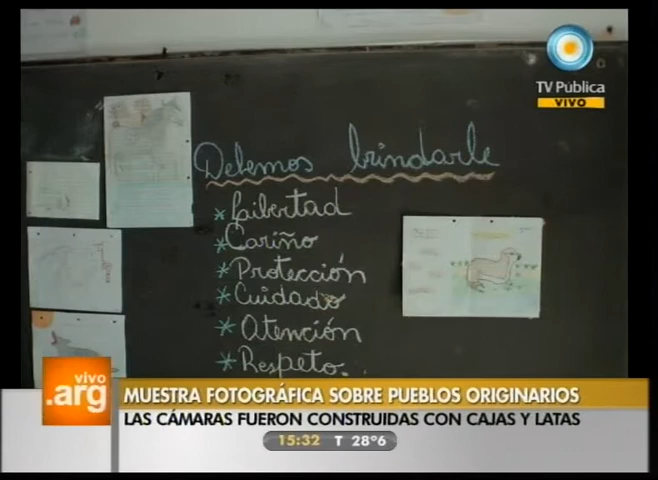 TV Pública
VIVO
Debemos brindarle
* Libertad
* Cariño
* Protección
* Cuidado
* Atención
* Respeto.
vivo
.arg
MUESTRA FOTOGRÁFICA SOBRE PUEBLOS ORIGINARIOS
LAS CÁMARAS FUERON CONSTRUIDAS CON CAJAS Y LATAS
15:32 T 28°6